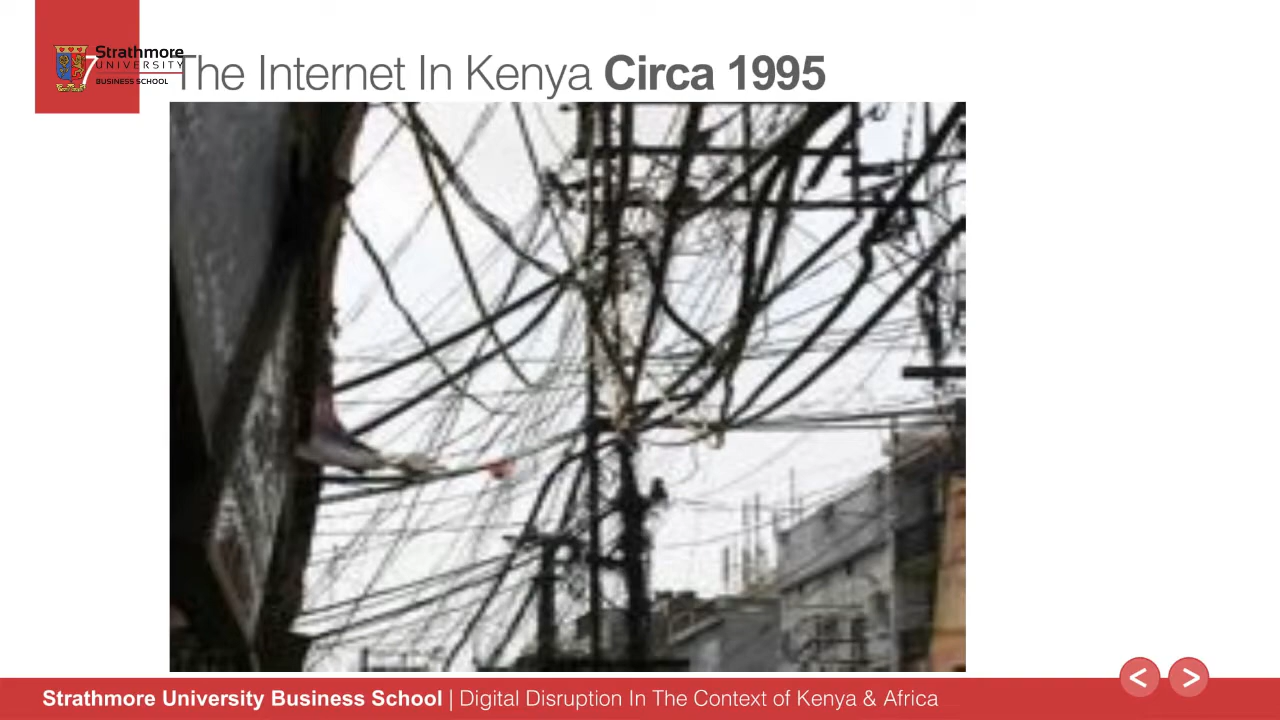 Strathmore
UNIVERSITY
BUSINESS SCHOOL
7
The Internet In Kenya Circa 1995
Strathmore University Business School | Digital Disruption In The Context of Kenya & Africa